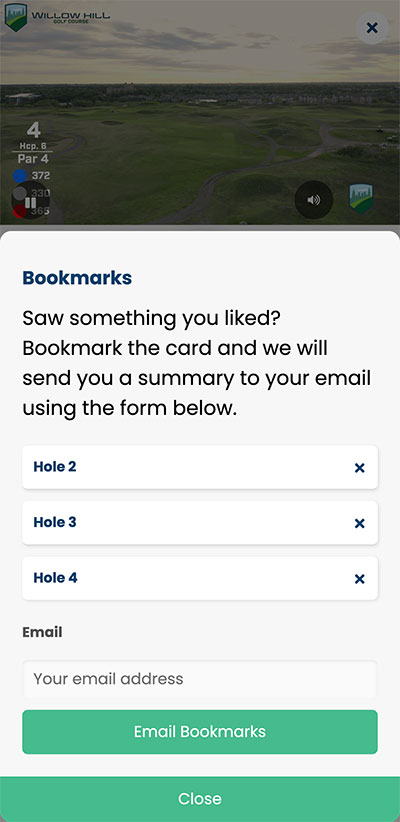 WILLOW HILL
GOLF COURSE
4
Hcp. 6
Par 4
372
330
365
Bookmarks
Saw something you liked?
Bookmark the card and we will
send you a summary to your email
using the form below.
Hole 2
Hole 3
Hole 4
Email
Your email address
Email Bookmarks
Close